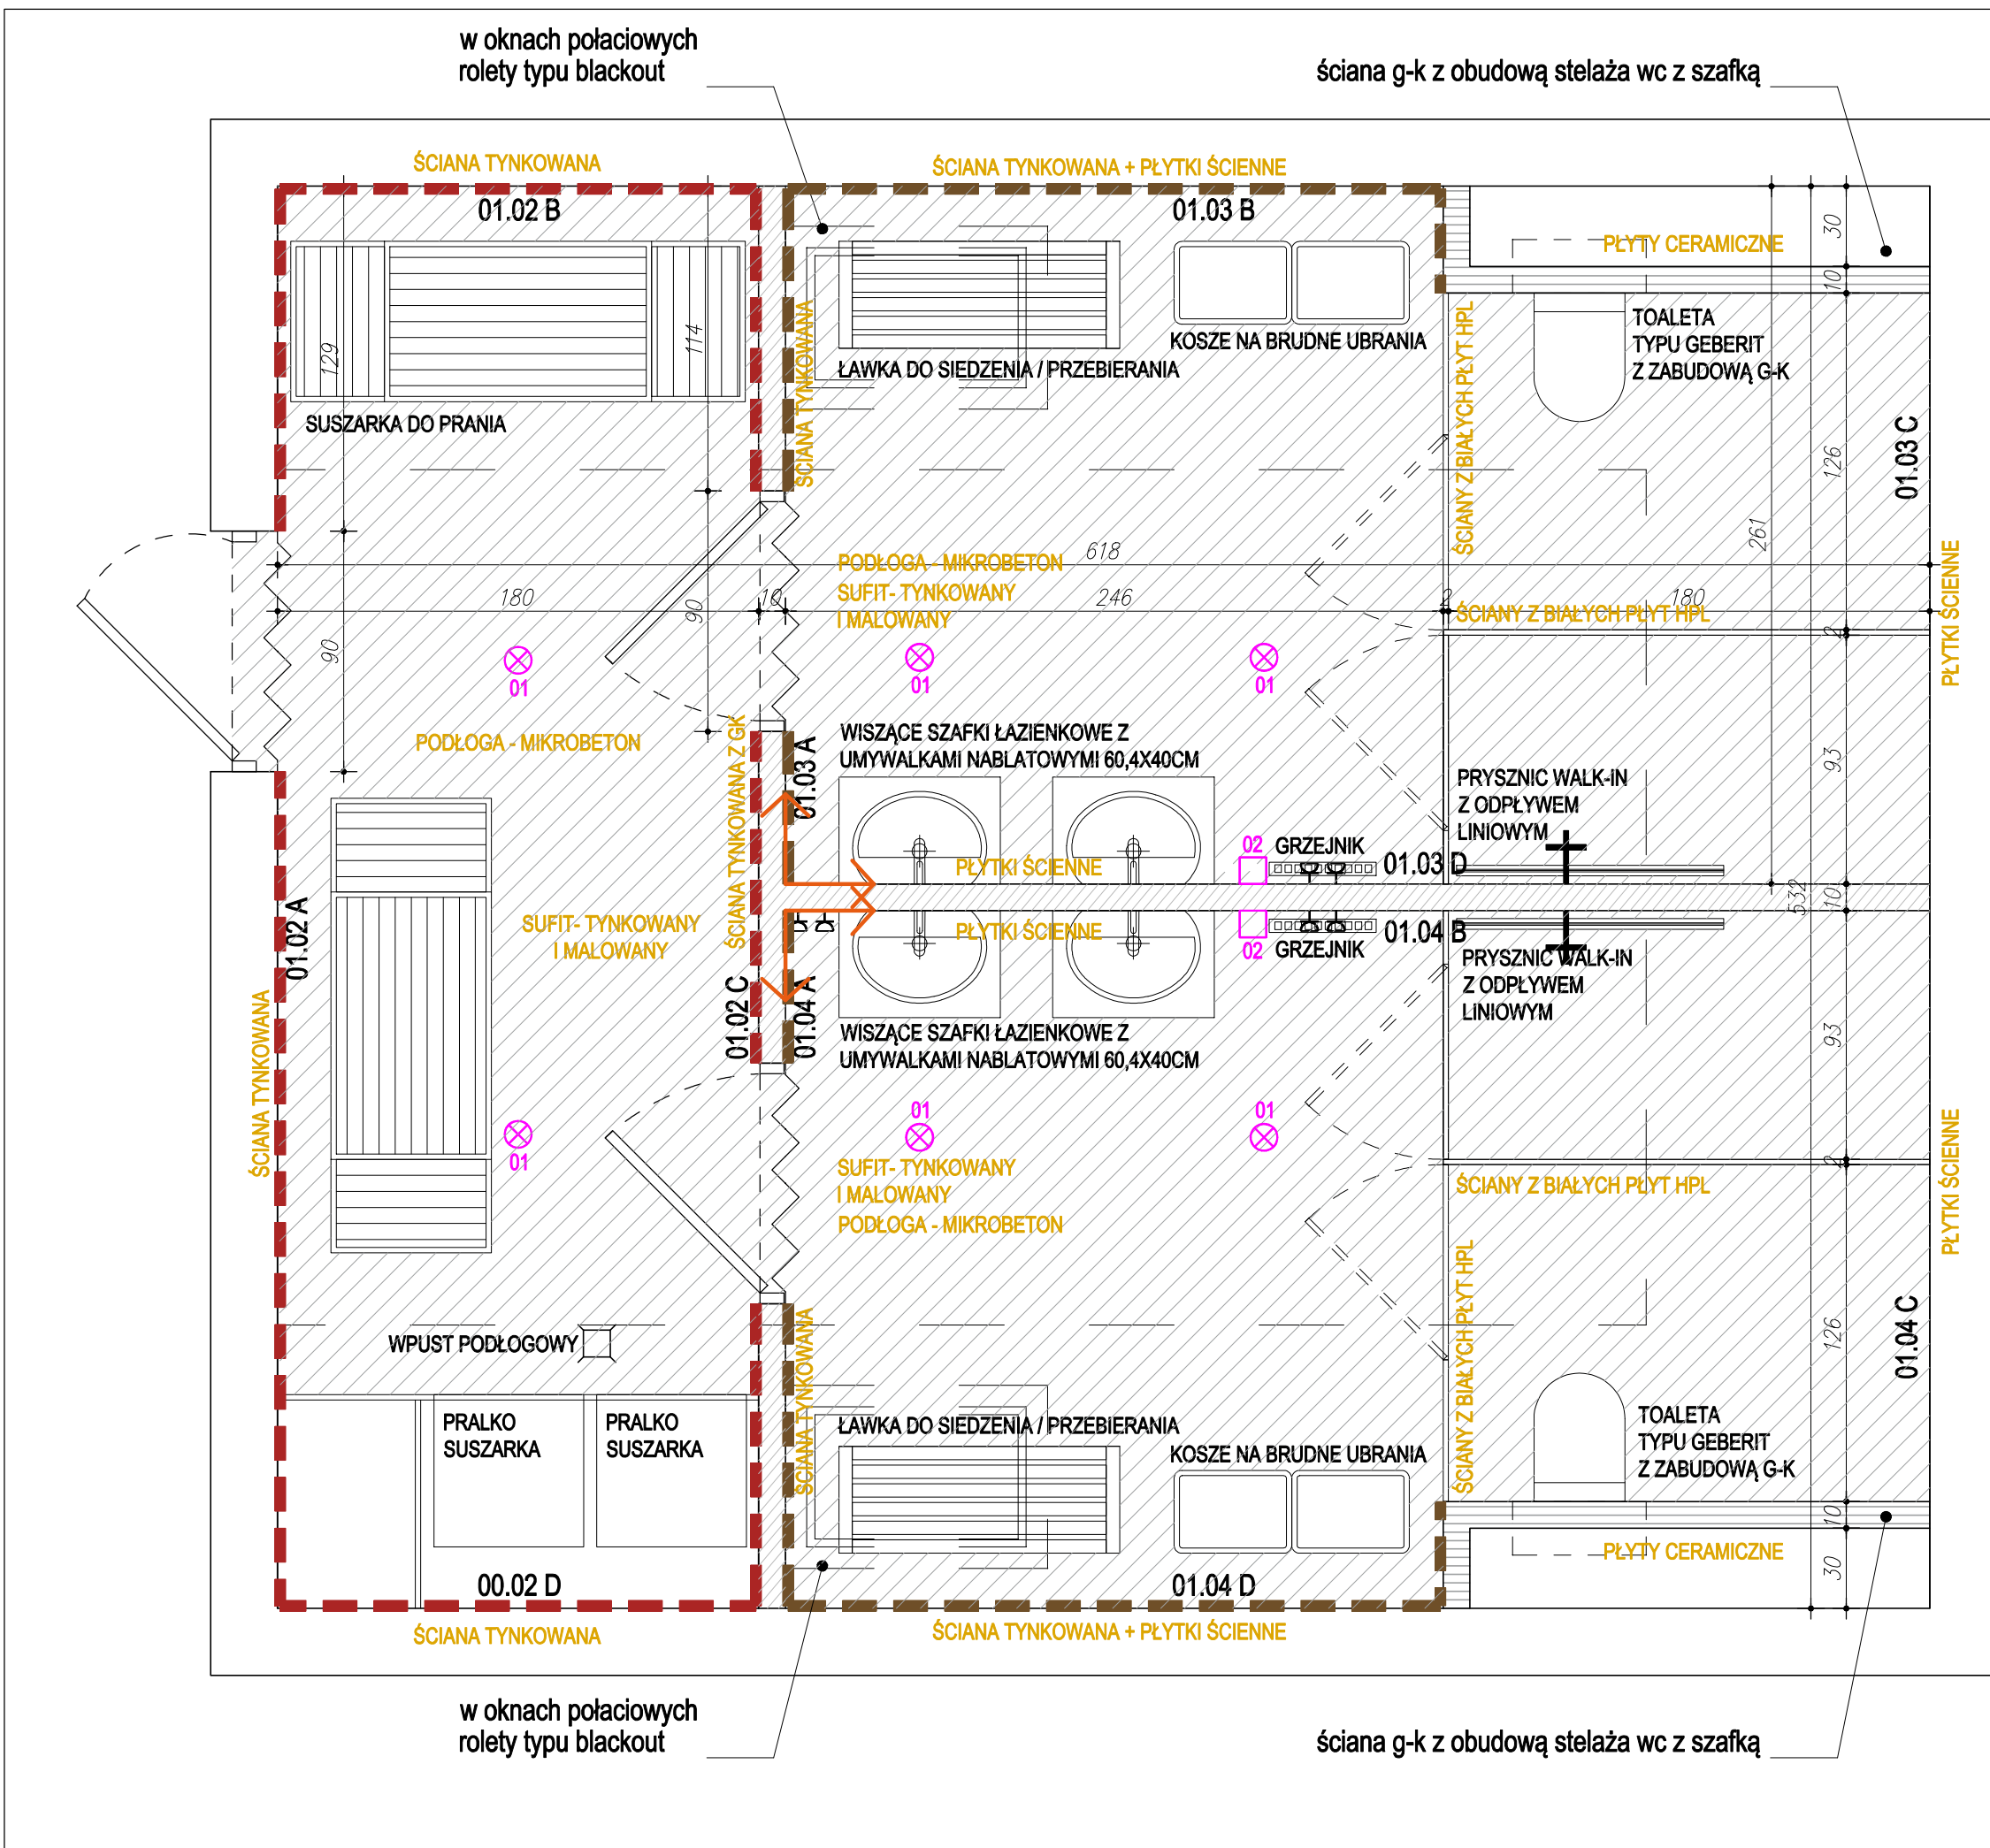 w oknach połaciowych
rolety typu blackout
ściana g-k z obudową stelaża wc z szafką
ŚCIANA TYNKOWANA
ŚCIANA TYNKOWANA + PŁYTKI ŚCIENNE
01.02 B
01.03 B
30
PŁYTY CERAMICZNE
10
129
114
ŚCIANA TYNKOWANA
KOSZE NA BRUDNE UBRANIA
ŁAWKA DO SIEDZENIA / PRZEBIERANIA
SUSZARKA DO PRANIA
ŚCIANY Z BIAŁYCH PŁYT HPL
TOALETA
TYPU GEBERIT
Z ZABUDOWĄ G-K
126
01.03 C
261
618
PODŁOGA - MIKROBETON
SUFIT- TYNKOWANY
I MALOWANY
180
10
246
2
180
ŚCIANY Z BIAŁYCH PŁYT HPL
2
PŁYTKI ŚCIENNE
90
90
01
01
01
PODŁOGA - MIKROBETON
ŚCIANA TYNKOWANA Z GK
01.03 A
WISZĄCE SZAFKI ŁAZIENKOWE Z
UMYWALKAMI NABLATOWYMI 60,4X40CM
93
PRYSZNIC WALK-IN
Z ODPŁYWEM
LINIOWYM
02
GRZEJNIK
01.03 D
PŁYTKI ŚCIENNE
532
10
01.02 A
SUFIT- TYNKOWANY
I MALOWANY
PŁYTKI ŚCIENNE
02
GRZEJNIK
01.04 B
PRYSZNIC WALK-IN
Z ODPŁYWEM
LINIOWYM
01.02 C
01.04 A
WISZĄCE SZAFKI ŁAZIENKOWE Z
UMYWALKAMI NABLATOWYMI 60,4X40CM
93
ŚCIANA TYNKOWANA
01
01
01
SUFIT- TYNKOWANY
I MALOWANY
PODŁOGA - MIKROBETON
2
ŚCIANY Z BIAŁYCH PŁYT HPL
PŁYTKI ŚCIENNE
ŚCIANY Z BIAŁYCH PŁYT HPL
126
01.04 C
WPUST PODŁOGOWY
ŚCIANA TYNKOWANA
PRALKO
SUSZARKA
PRALKO
SUSZARKA
ŁAWKA DO SIEDZENIA / PRZEBIERANIA
KOSZE NA BRUDNE UBRANIA
TOALETA
TYPU GEBERIT
Z ZABUDOWĄ G-K
10
PŁYTY CERAMICZNE
30
00.02 D
01.04 D
ŚCIANA TYNKOWANA
ŚCIANA TYNKOWANA + PŁYTKI ŚCIENNE
w oknach połaciowych
rolety typu blackout
ściana g-k z obudową stelaża wc z szafką